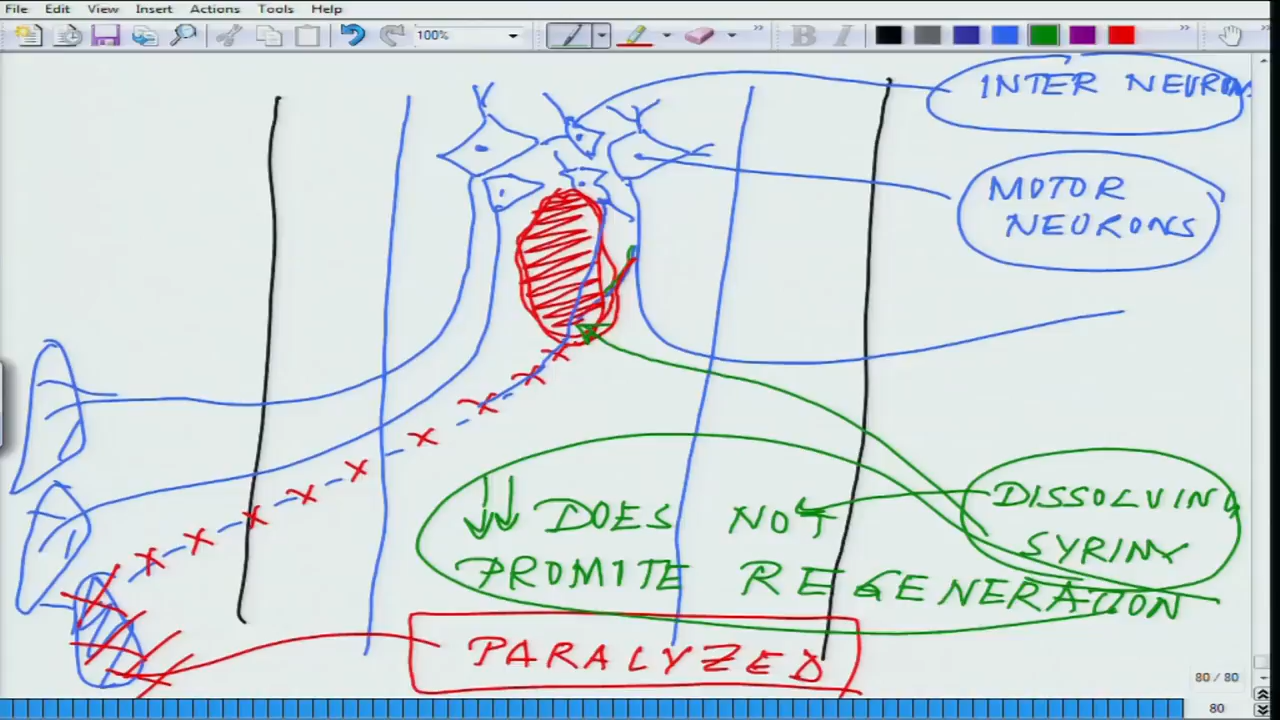 File Edit View Insert Actions Tools Help
100%
INTER NEURONS
MOTOR
NEURONS
DISSOLVING
SYRINX
DOES NOT
PROMITE REGENERATION
PARALYZED
80 / 80
80